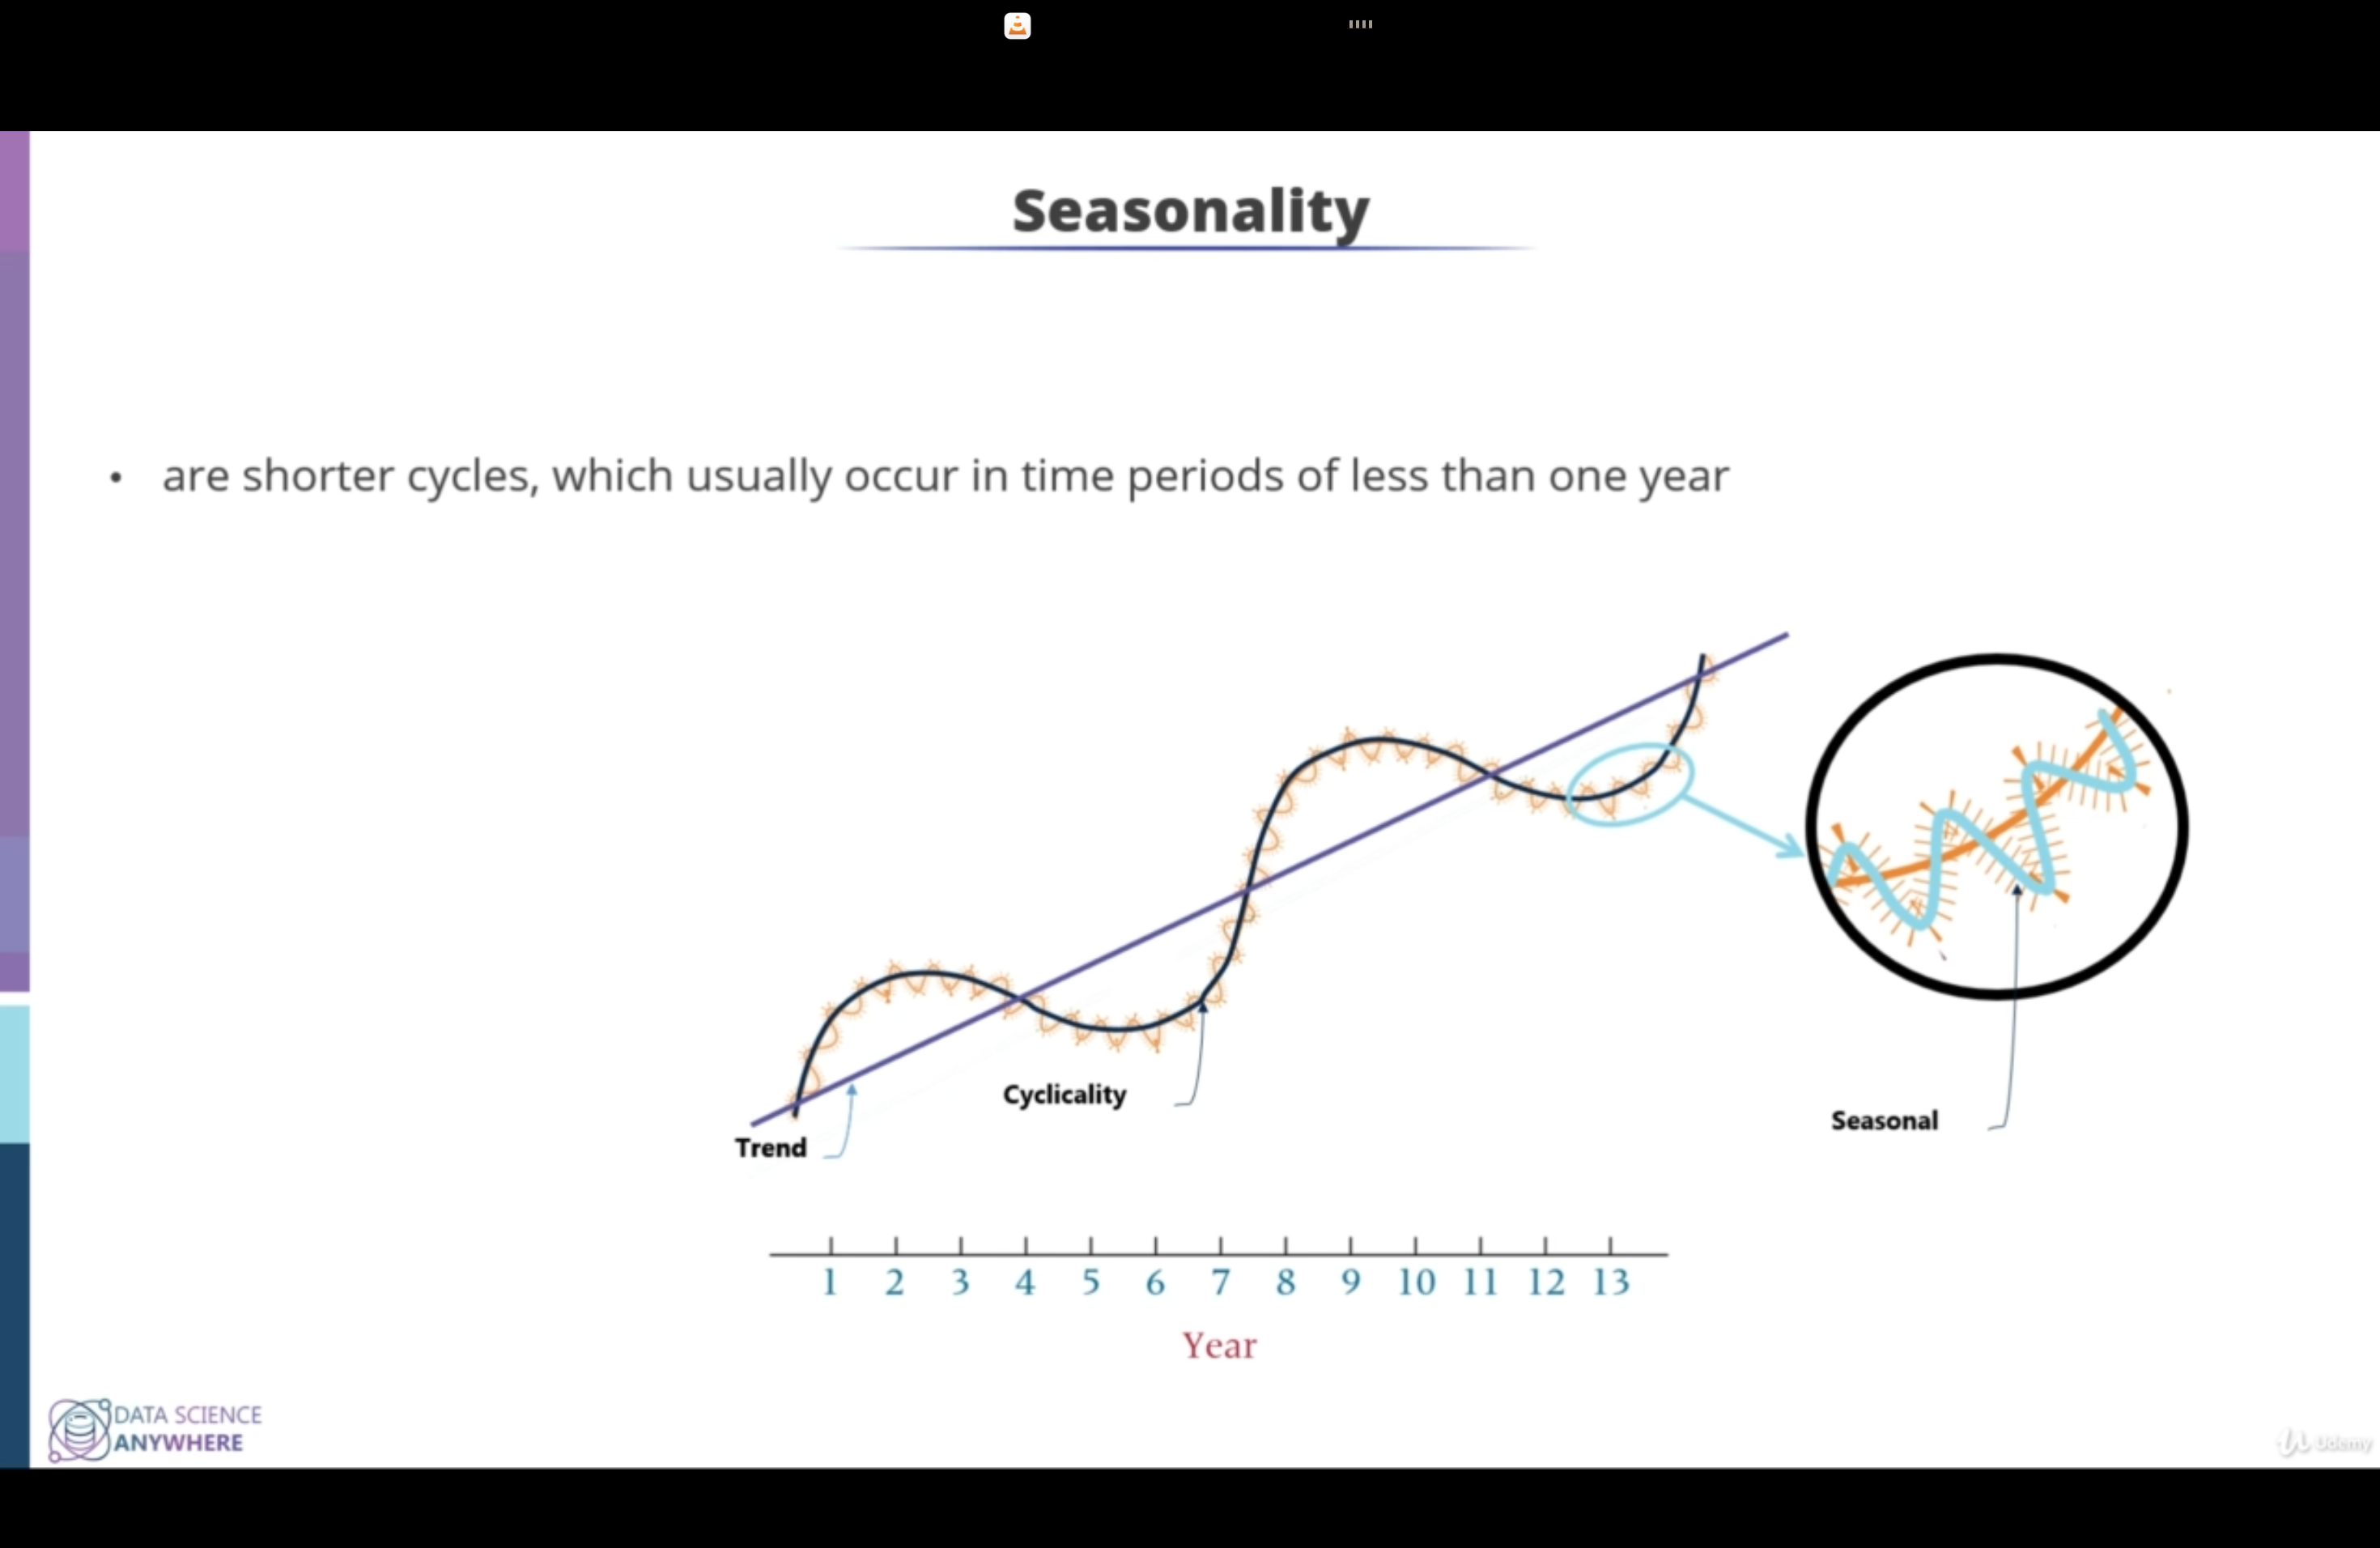 Seasonality
• are shorter cycles, which usually occur in time periods of less than one year
Cyclicality
Seasonal
Trend
1 2 3 4 5 6 7 8 9 10 11 12 13
Year
DATA SCIENCE
ANYWHERE
Udemy